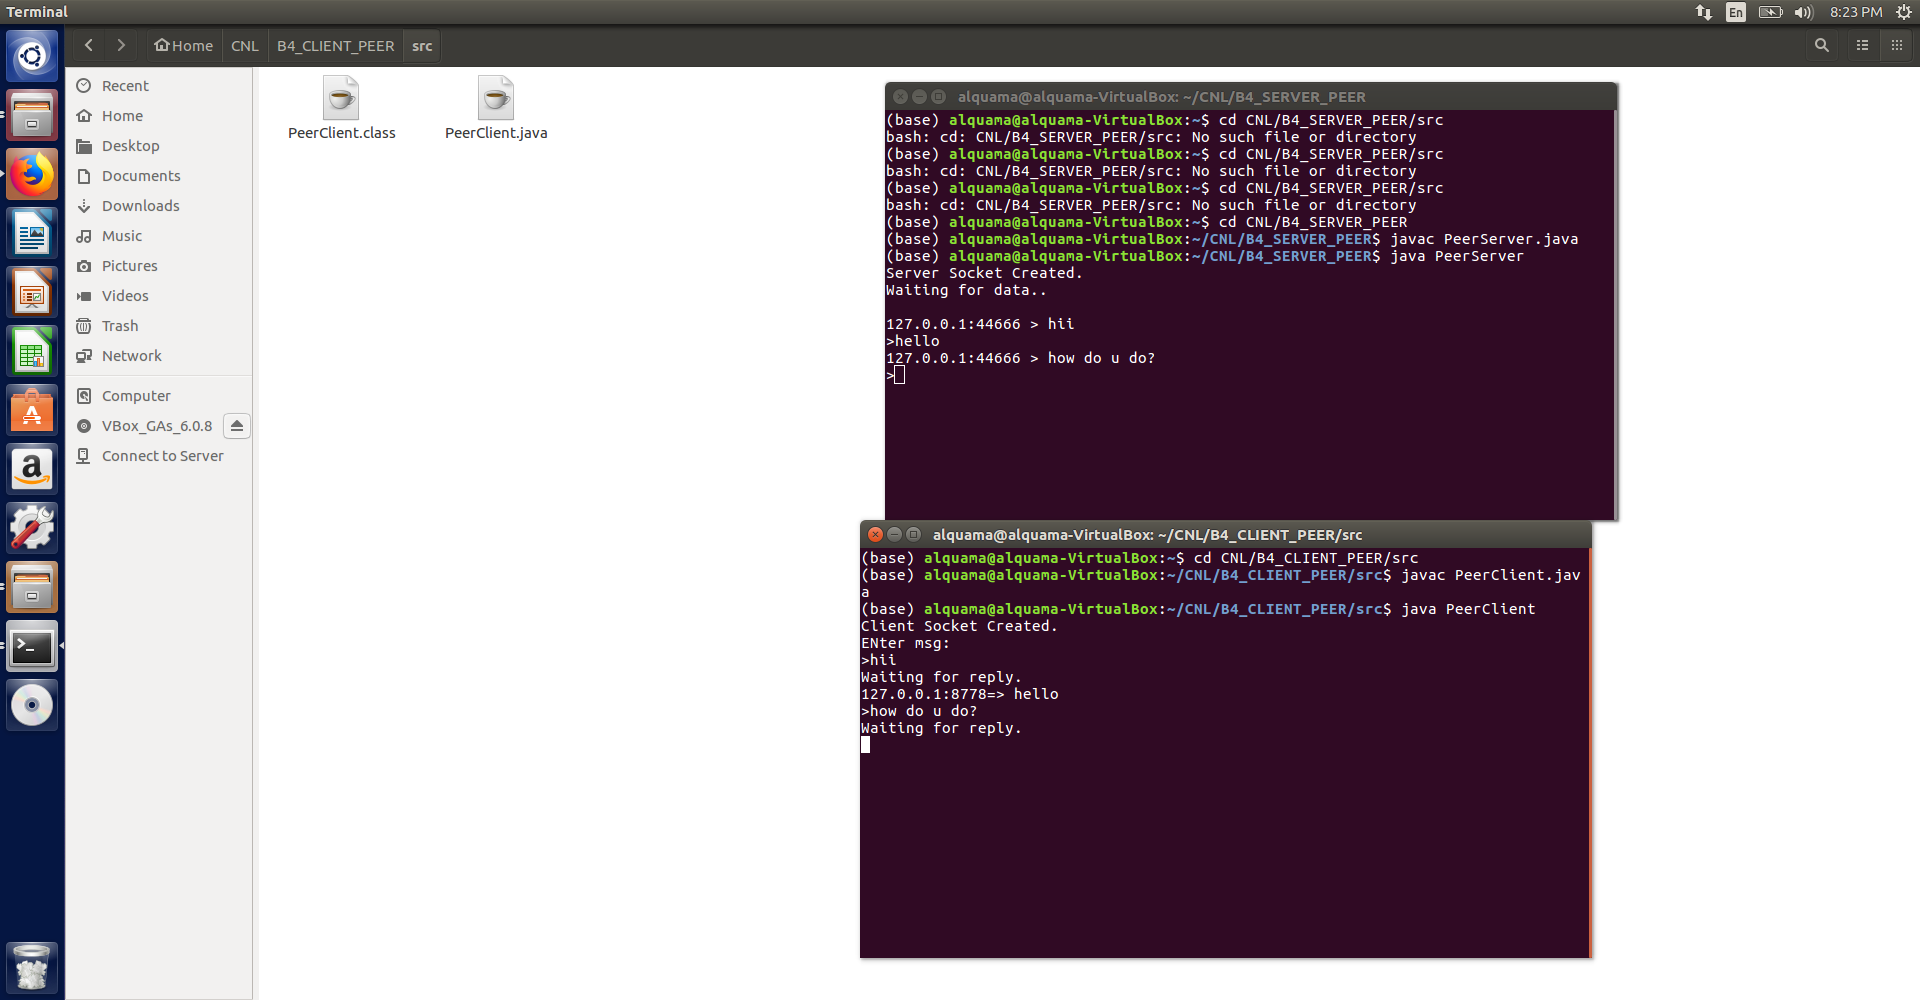 Terminal
En
8:23 PM
Home
CNL
B4_CLIENT_PEER
src
Recent
Home
Desktop
Documents
Downloads
Music
Pictures
Videos
Trash
Network
Computer
VBox_GAs_6.0.8
Connect to Server
PeerClient.class
PeerClient.java
alquama@alquama-VirtualBox: ~/CNL/B4_SERVER_PEER
(base) alquama@alquama-VirtualBox:~$ cd CNL/B4_SERVER_PEER/src
bash: cd: CNL/B4_SERVER_PEER/src: No such file or directory
(base) alquama@alquama-VirtualBox:~$ cd CNL/B4_SERVER_PEER/src
bash: cd: CNL/B4_SERVER_PEER/src: No such file or directory
(base) alquama@alquama-VirtualBox:~$ cd CNL/B4_SERVER_PEER/src
bash: cd: CNL/B4_SERVER_PEER/src: No such file or directory
(base) alquama@alquama-VirtualBox:~$ cd CNL/B4_SERVER_PEER
(base) alquama@alquama-VirtualBox:~/CNL/B4_SERVER_PEER$ javac PeerServer.java
(base) alquama@alquama-VirtualBox:~/CNL/B4_SERVER_PEER$ java PeerServer
Server Socket Created.
Waiting for data..
127.0.0.1:44666 > hii
>hello
127.0.0.1:44666 > how do u do?
>
alquama@alquama-VirtualBox: ~/CNL/B4_CLIENT_PEER/src
(base) alquama@alquama-VirtualBox:~$ cd CNL/B4_CLIENT_PEER/src
(base) alquama@alquama-VirtualBox:~/CNL/B4_CLIENT_PEER/src$ javac PeerClient.jav
a
(base) alquama@alquama-VirtualBox:~/CNL/B4_CLIENT_PEER/src$ java PeerClient
Client Socket Created.
ENter msg:
>hii
Waiting for reply.
127.0.0.1:8778=> hello
>how do u do?
Waiting for reply.